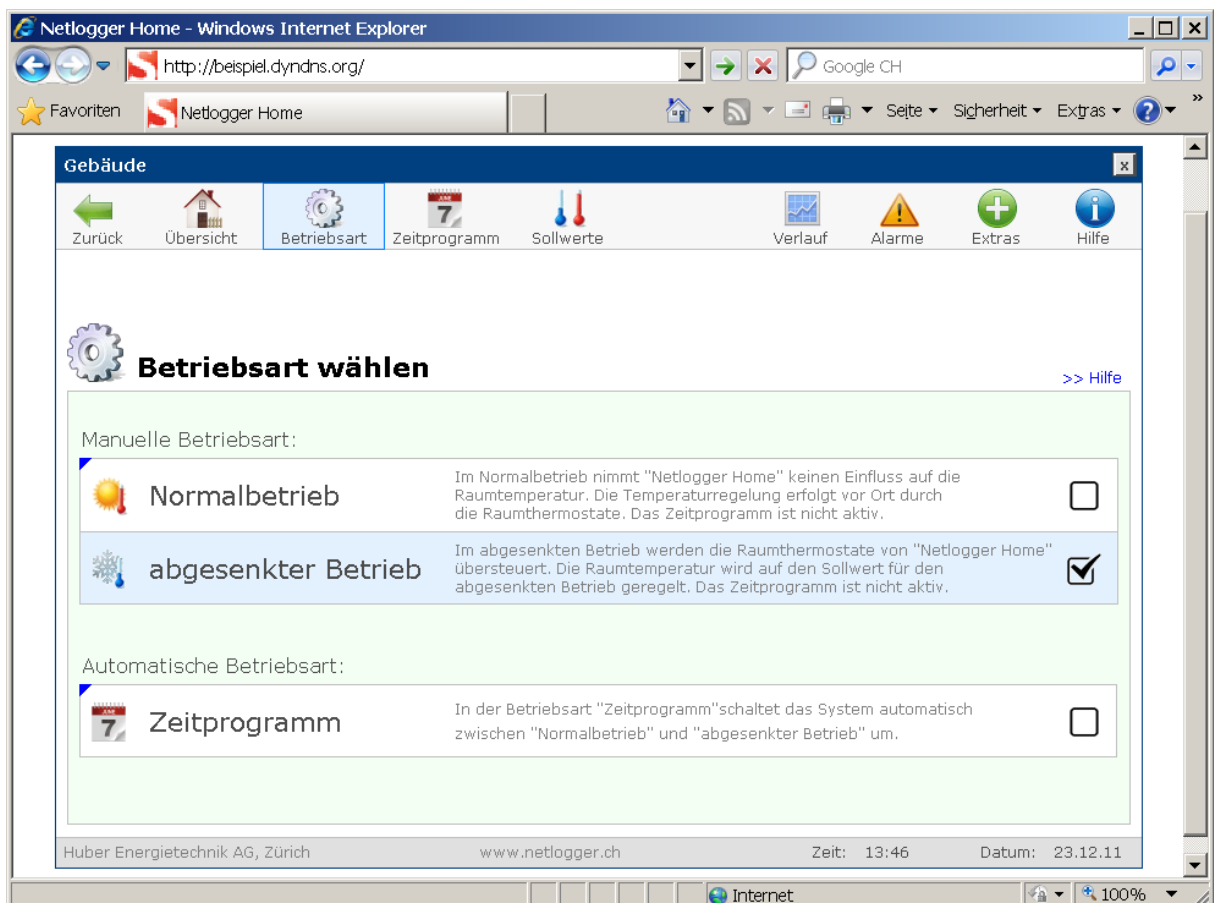 Netlogger Home - Windows Internet Explorer
http://beispiel.dyndns.org/
Google CH
Favoriten
Netlogger Home
Seite
Sicherheit
Extras
»
Gebäude
x
Zurück
Übersicht
Betriebsart
JUNE
7
Zeitprogramm
Sollwerte
Verlauf
Alarme
Extras
Hilfe
Betriebsart wählen
>> Hilfe
Manuelle Betriebsart:
Normalbetrieb
Im Normalbetrieb nimmt "Netlogger Home" keinen Einfluss auf die
Raumtemperatur. Die Temperaturregelung erfolgt vor Ort durch
die Raumthermostate. Das Zeitprogramm ist nicht aktiv.
abgesenkter Betrieb
Im abgesenkten Betrieb werden die Raumthermostate von "Netlogger Home"
übersteuert. Die Raumtemperatur wird auf den Sollwert für den
abgesenkten Betrieb geregelt. Das Zeitprogramm ist nicht aktiv.
Automatische Betriebsart:
JUNE
7
Zeitprogramm
In der Betriebsart "Zeitprogramm"schaltet das System automatisch
zwischen "Normalbetrieb" und "abgesenkter Betrieb" um.
Huber Energietechnik AG, Zürich
www.netlogger.ch
Zeit: 13:46
Datum: 23.12.11
Internet
100%